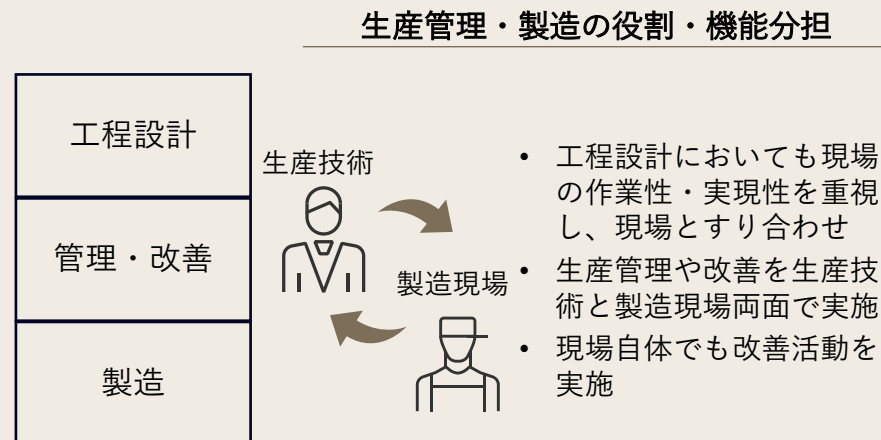 生産管理・製造の役割・機能分担
工程設計
管理・改善
製造
生産技術
製造現場
• 工程設計においても現場
の作業性・実現性を重視
し、現場とすり合わせ
• 生産管理や改善を生産技
術と製造現場両面で実施
• 現場自体でも改善活動を
実施